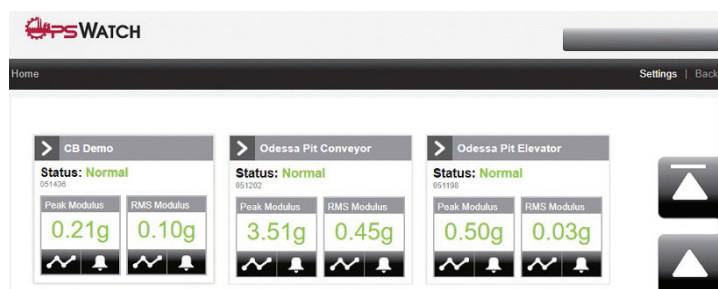 OPSWATCH
Home
Settings | Back
CB Demo
Status: Normal
051436
Peak Modulus
RMS Modulus
0.21g
0.10g
Odessa Pit Conveyor
Status: Normal
051202
Peak Modulus
RMS Modulus
3.51g
0.45g
Odessa Pit Elevator
Status: Normal
051198
Peak Modulus
RMS Modulus
0.50g
0.03g